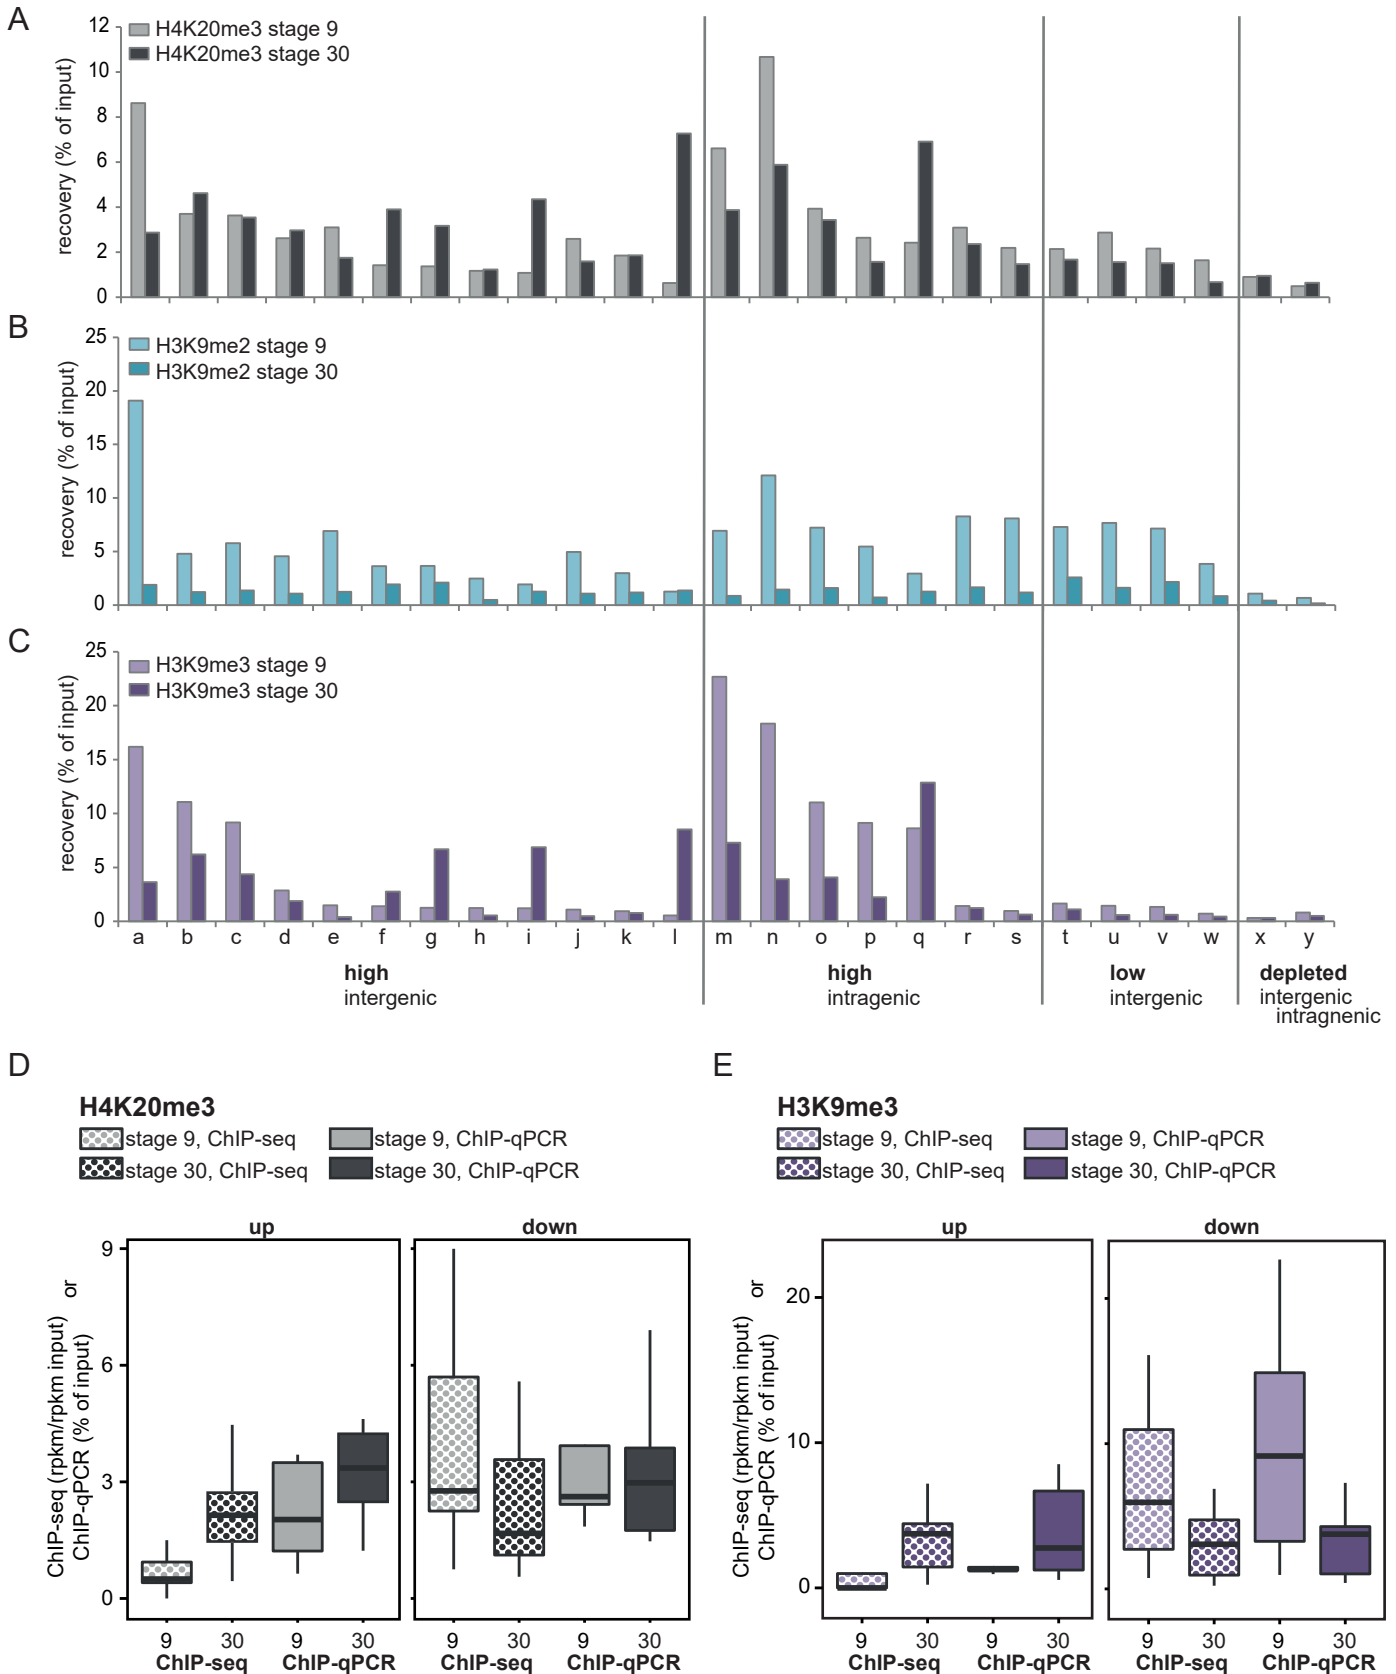 A
12
10
8
6
4
2
0
recovery (% of input)
H4K20me3 stage 9
H4K20me3 stage 30
B
25
20
15
10
5
0
recovery (% of input)
H3K9me2 stage 9
H3K9me2 stage 30
C
25
20
15
10
5
0
recovery (% of input)
H3K9me3 stage 9
H3K9me3 stage 30
a b c d e f g h i j k l m n o p q r s t u v w x y
high high low depleted
intergenic intragenic intergenic intergenic
intragnenic
D
H4K20me3
stage 9, ChIP-seq stage 9, ChIP-qPCR
stage 30, ChIP-seq stage 30, ChIP-qPCR
up down
9
6
3
0
ChIP-seq (rpkm/rpkm input) or
ChIP-qPCR (% of input)
9 30 9 30 9 30 9 30
ChIP-seq ChIP-qPCR ChIP-seq ChIP-qPCR
E
H3K9me3
stage 9, ChIP-seq stage 9, ChIP-qPCR
stage 30, ChIP-seq stage 30, ChIP-qPCR
up down
20
10
0
ChIP-seq (rpkm/rpkm input) or
ChIP-qPCR (% of input)
9 30 9 30 9 30 9 30
ChIP-seq ChIP-qPCR ChIP-seq ChIP-qPCR